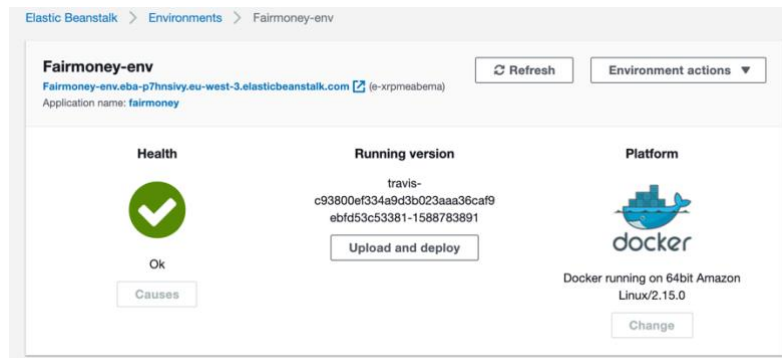 Elastic Beanstalk > Environments > Fairmoney-env
Fairmoney-env
Refresh
Environment actions ▼
Fairmoney-env.eba-p7hnsivy.eu-west-3.elasticbeanstalk.com (e-xrpmeabema)
Application name: fairmoney
Health
Running version
Platform
travis-
c93800ef334a9d3b023aaa36caf9
ebfd53c53381-1588783891
Upload and deploy
docker
Ok
Causes
Docker running on 64bit Amazon
Linux/2.15.0
Change